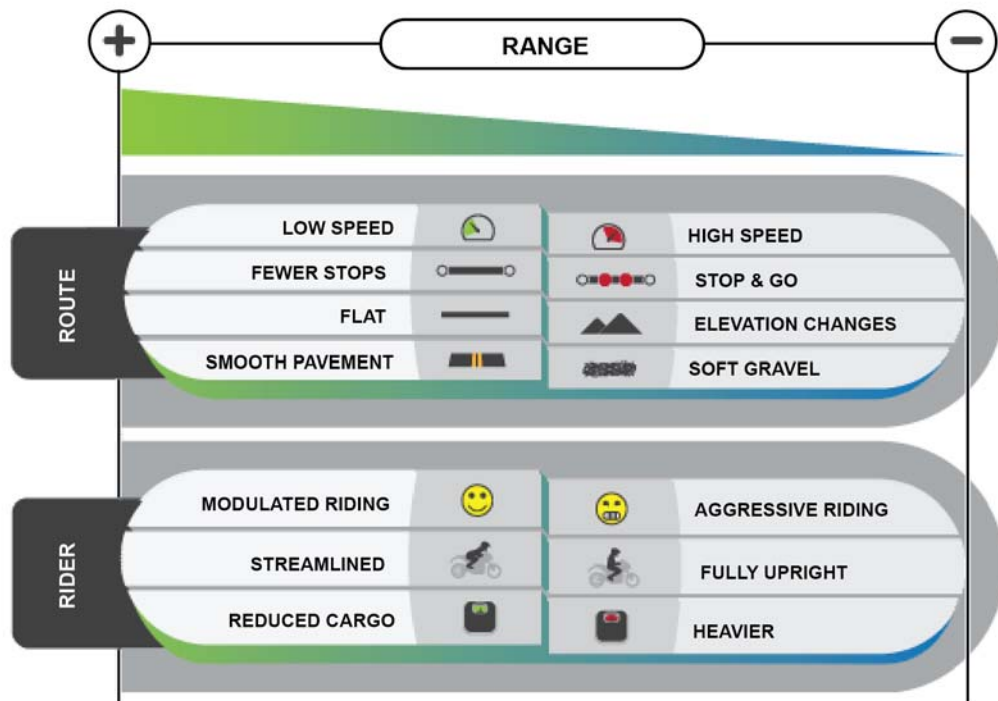 +
RANGE
−
ROUTE
LOW SPEED
HIGH SPEED
FEWER STOPS
STOP & GO
FLAT
ELEVATION CHANGES
SMOOTH PAVEMENT
SOFT GRAVEL
RIDER
MODULATED RIDING
AGGRESSIVE RIDING
STREAMLINED
FULLY UPRIGHT
REDUCED CARGO
HEAVIER